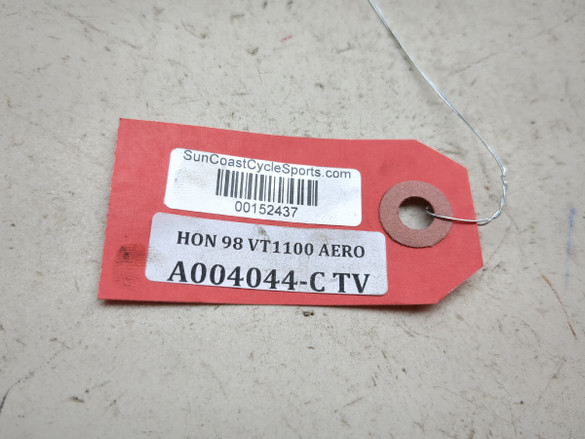 SunCoastCycleSports.com
00152437
HON 98 VT1100 AERO
A004044-C TV